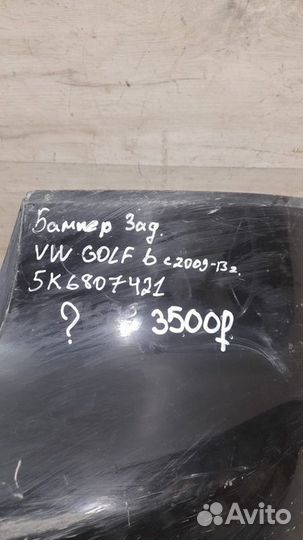 Бампер Зад.
VW GOLF 6 с 2009-13г.
5K6807421
? 3500р
Avito